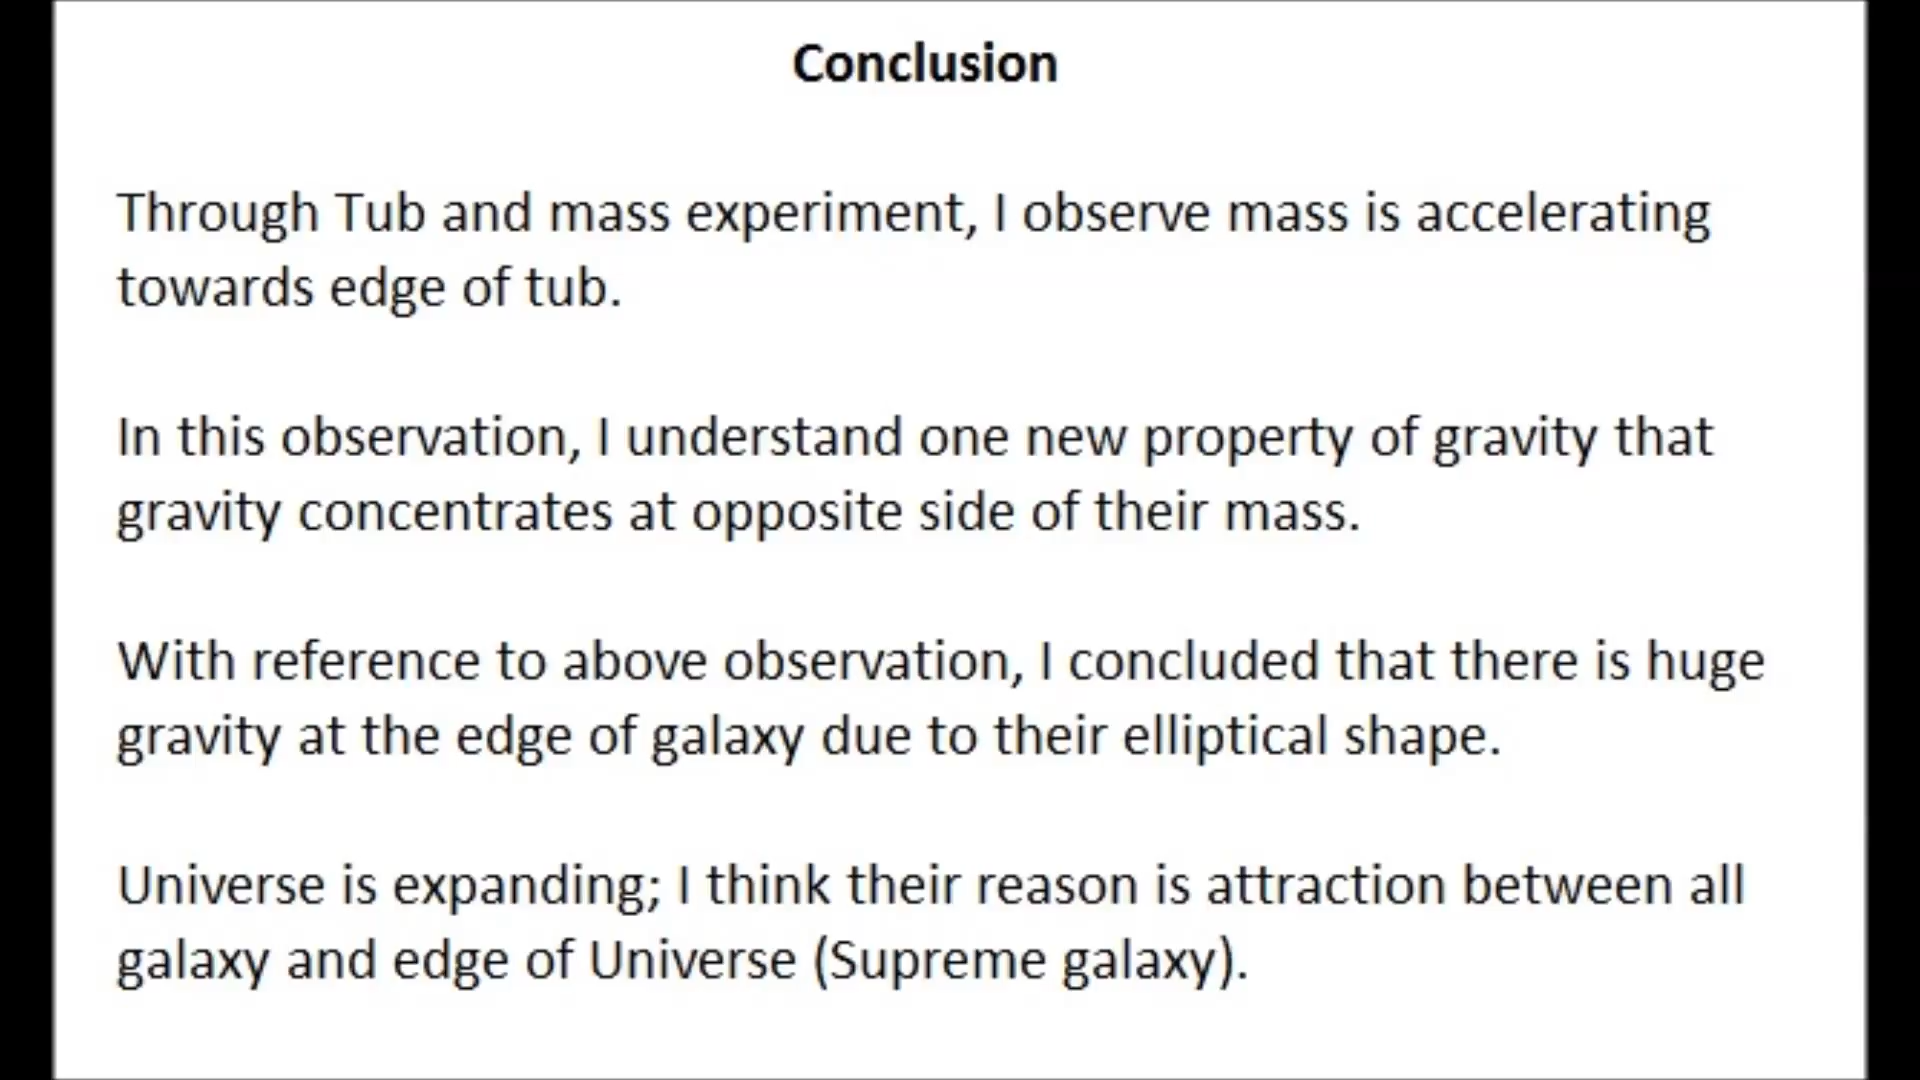 Conclusion
Through Tub and mass experiment, I observe mass is accelerating
towards edge of tub.
In this observation, I understand one new property of gravity that
gravity concentrates at opposite side of their mass.
With reference to above observation, I concluded that there is huge
gravity at the edge of galaxy due to their elliptical shape.
Universe is expanding; I think their reason is attraction between all
galaxy and edge of Universe (Supreme galaxy).